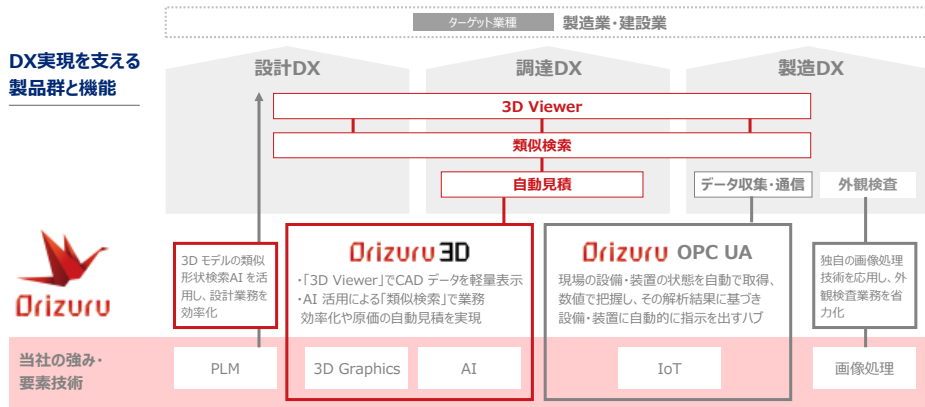 ターゲット業種 製造業・建設業
DX実現を支える
製品群と機能
設計DX 調達DX 製造DX
3D Viewer
類似検索
自動見積 データ収集・通信 外観検査
Orizuru
3D モデルの類似
形状検索AI を活
用し、設計業務を
効率化
Orizuru 3D
・「3D Viewer」でCAD データを軽量表示
・AI 活用による「類似検索」で業務
効率化や原価の自動見積を実現
Orizuru OPC UA
現場の設備・装置の状態を自動で取得、
数値で把握し、その解析結果に基づき
設備・装置に自動的に指示を出すハブ
独自の画像処理
技術を応用し、外
観検査業務を省
力化
当社の強み・
要素技術
PLM 3D Graphics AI IoT 画像処理